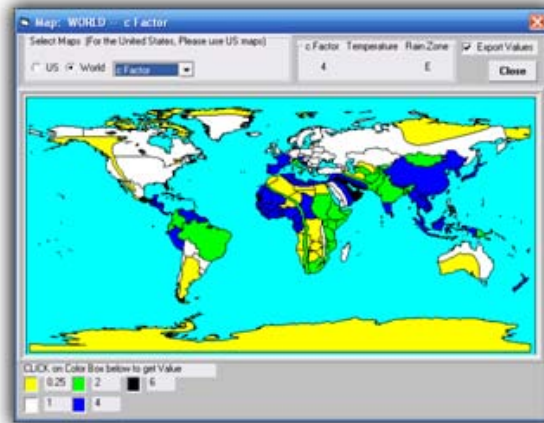 Map: WORLD -- c Factor
Select Maps (For the United States, Please use US maps)
US World c Factor
c Factor Temperature Rain Zone
4 E
Export Values
Close
CLICK on Color Box below to get Value
0.25 2 6
1 4